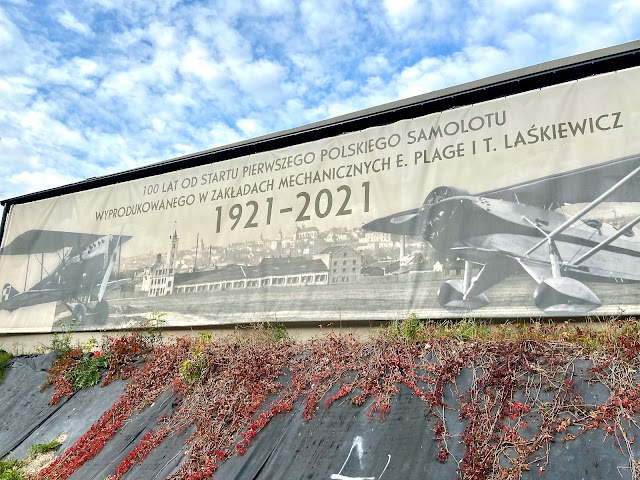 100 LAT OD STARTU PIERWSZEGO POLSKIEGO SAMOLOTU
WYPRODUKOWANEGO W ZAKŁADACH MECHANICZNYCH E. PLAGE I T. LAŚKIEWICZ
1921-2021